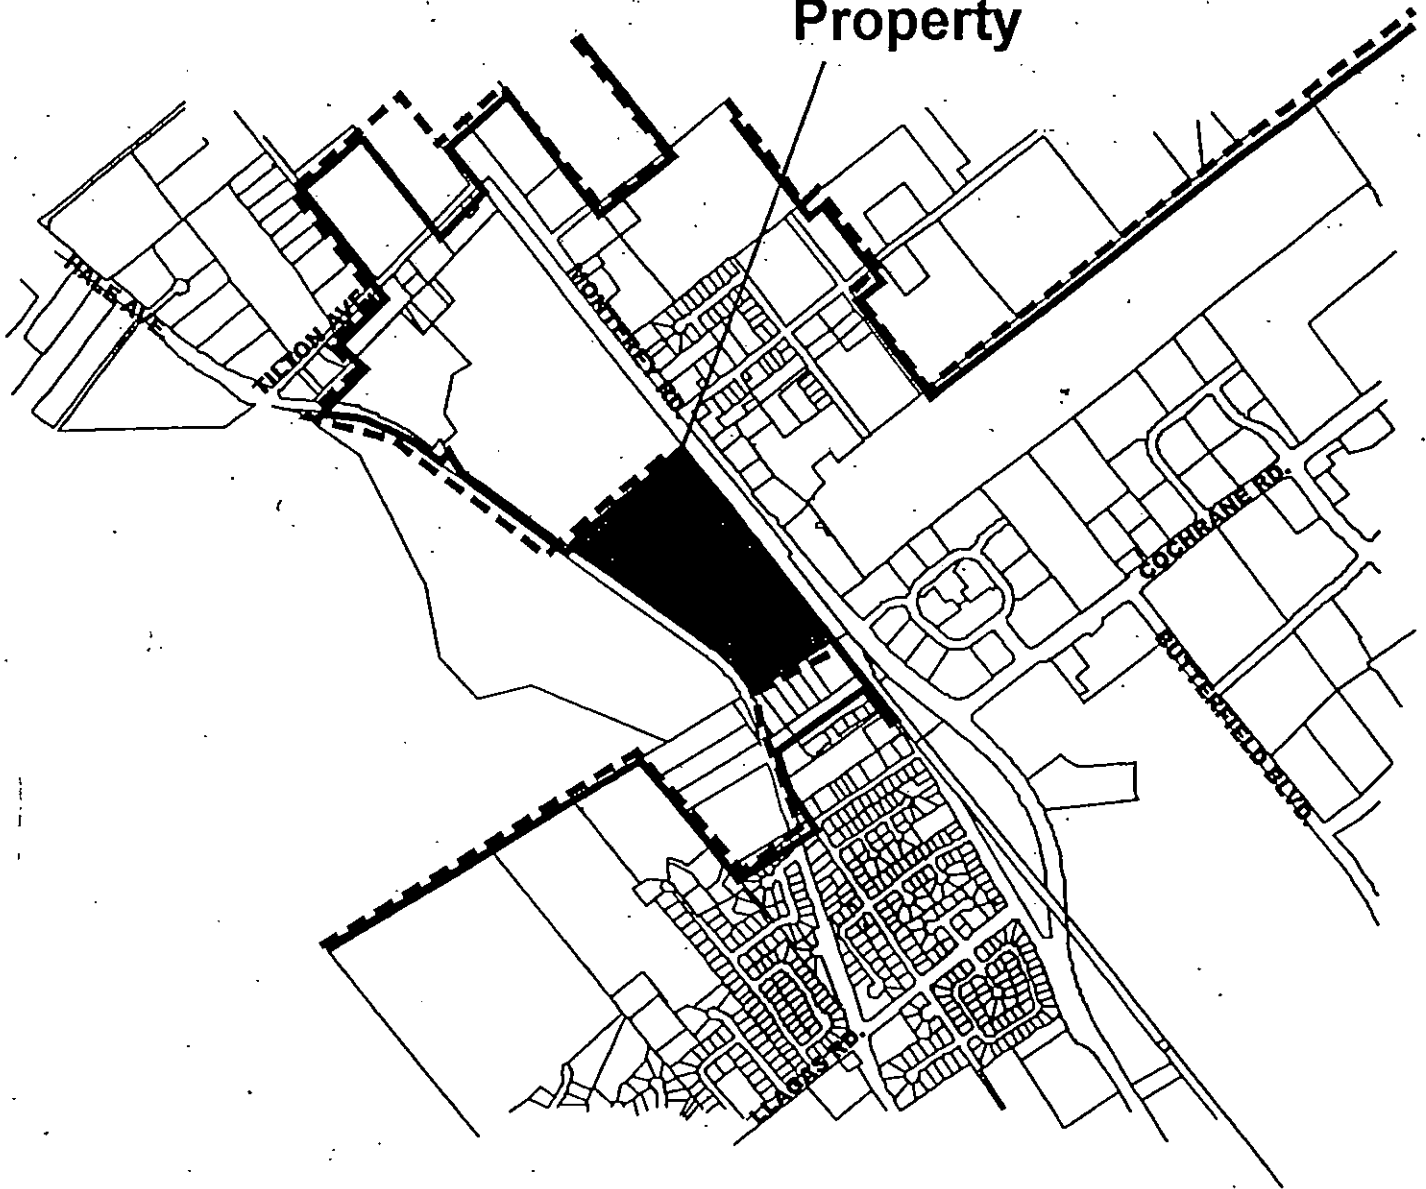 Property
HALE AVE
TILTON AVE.
MONTEREY RD.
COCHRANE RD.
BUTTERFIELD BLVD.
LLAGAS RD.